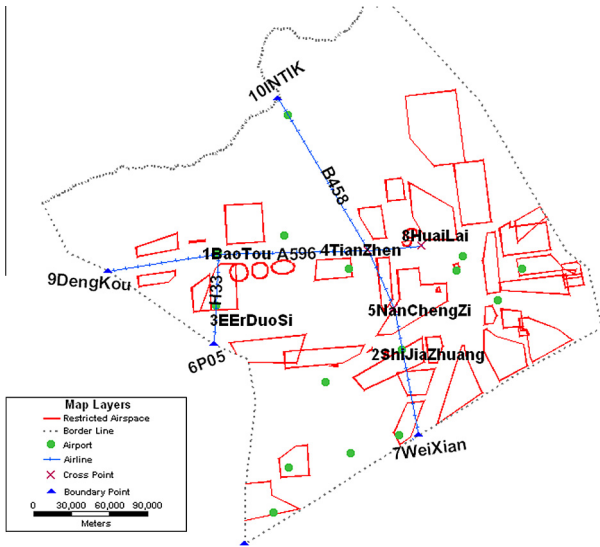 10INTIK
B458
8HuaiLai
1BaoTou A596 4TianZhen
9DengKou
H33
3EErDuoSi
5NanChengZi
6P05
2ShiJiaZhuang
7WeiXian
Map Layers
Restricted Airspace
Border Line
Airport
Airline
Cross Point
Boundary Point
0 30,000 60,000 90,000
Meters